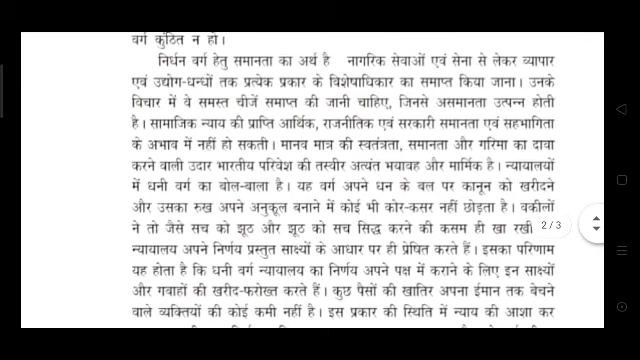 वर्ग कुंठित न हो।
निर्धन वर्ग हेतु समानता का अर्थ है नागरिक सेवाओं एवं सेना से लेकर व्यापार
एवं उद्योग-धन्धों तक प्रत्येक प्रकार के विशेषाधिकार का समाप्त किया जाना। उनके
विचार में वे समस्त चीजें समाप्त की जानी चाहिए, जिनसे असमानता उत्पन्न होती
है। सामाजिक न्याय की प्राप्ति आर्थिक, राजनीतिक एवं सरकारी समानता एवं सहभागिता
के अभाव में नहीं हो सकती। मानव मात्र की स्वतंत्रता, समानता और गरिमा का दावा
करने वाली उदार भारतीय परिवेश की तस्वीर अत्यंत भयावह और मार्मिक है। न्यायालयों
में धनी वर्ग का बोल-बाला है। यह वर्ग अपने धन के बल पर कानून को खरीदने
और उसका रुख अपने अनुकूल बनाने में कोई भी कोर-कसर नहीं छोड़ता है। वकीलों
ने तो जैसे सच को झूठ और झूठ को सच सिद्ध करने की कसम ही खा रखी 2/3
न्यायालय अपने निर्णय प्रस्तुत साक्ष्यों के आधार पर ही प्रेषित करते हैं। इसका परिणाम
यह होता है कि धनी वर्ग न्यायालय का निर्णय अपने पक्ष में कराने के लिए इन साक्ष्यों
और गवाहों की खरीद-फरोख्त करते हैं। कुछ पैसों की खातिर अपना ईमान तक बेचने
वाले व्यक्तियों की कोई कमी नहीं है। इस प्रकार की स्थिति में न्याय की आशा कर